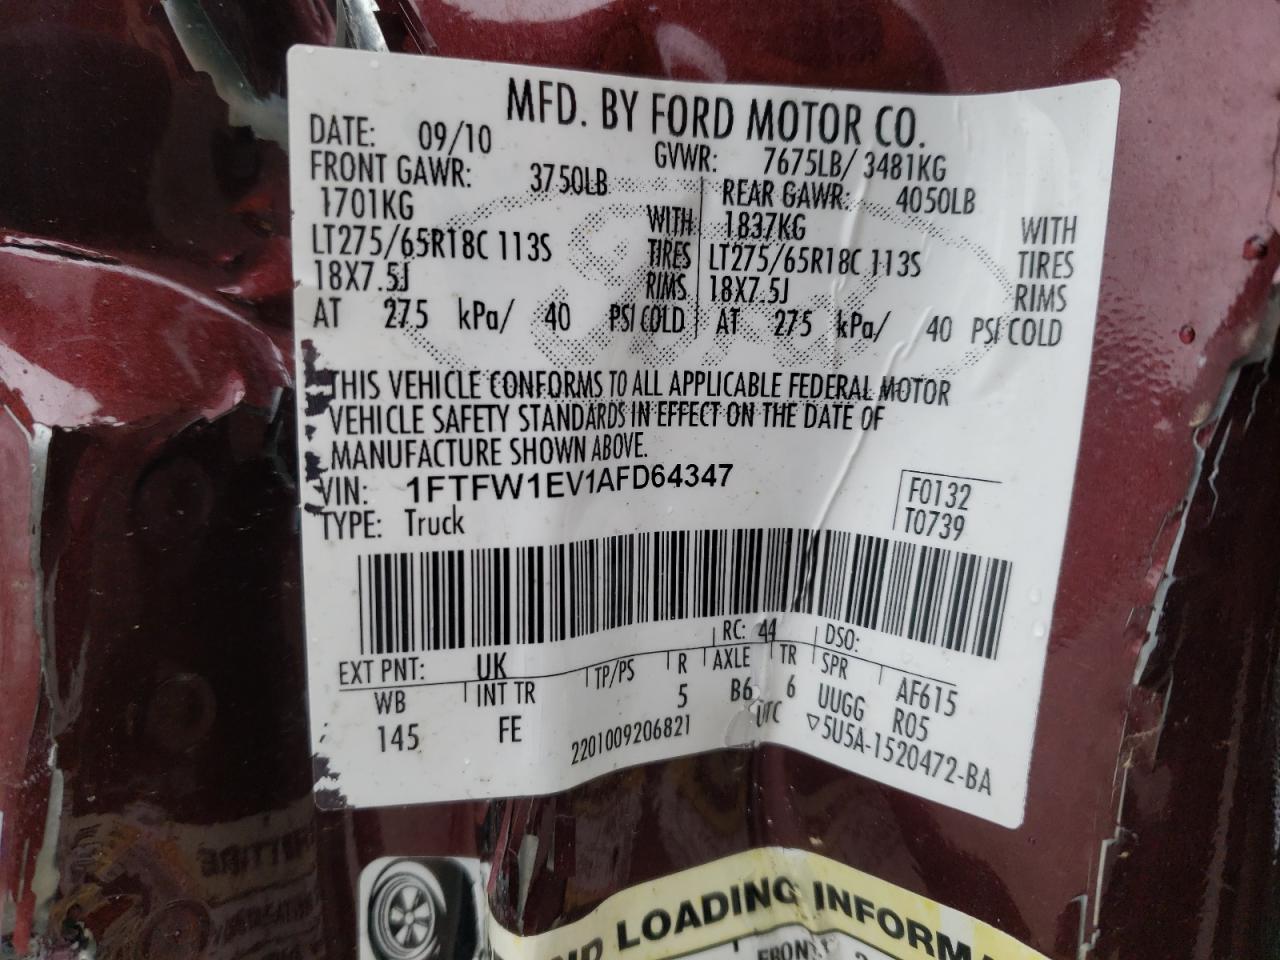 MFD. BY FORD MOTOR CO.
DATE: 09/10 GVWR: 7675LB/ 3481KG
FRONT GAWR: 3750LB REAR GAWR: 4050LB
1701KG WITH 1837KG WITH
LT275/65R18C 113S TIRES LT275/65R18C 113S TIRES
18X7.5J RIMS 18X7.5J RIMS
AT 275 kPa/ 40 PSI COLD AT 275 kPa/ 40 PSI COLD
THIS VEHICLE CONFORMS TO ALL APPLICABLE FEDERAL MOTOR
VEHICLE SAFETY STANDARDS IN EFFECT ON THE DATE OF
MANUFACTURE SHOWN ABOVE.
VIN: 1FTFW1EV1AFD64347 F0132
TYPE: Truck T0739
EXT PNT: UK RC: 44 DSO:
WB INT TR TP/PS R AXLE TR SPR AF615
145 FE 5 B6 6 UUGG R05
2201009206821 UTC ▽5U5A-1520472-BA
LOADING
FRONT